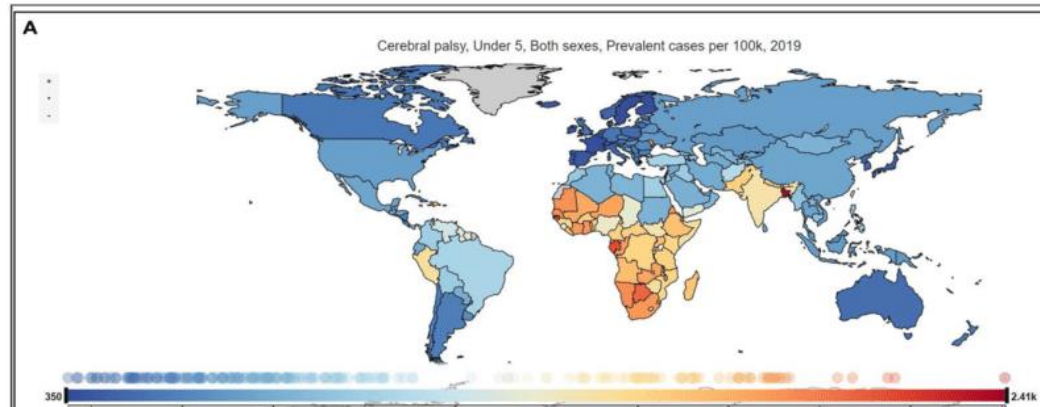 A
Cerebral palsy, Under 5, Both sexes, Prevalent cases per 100k, 2019
350
2.41k